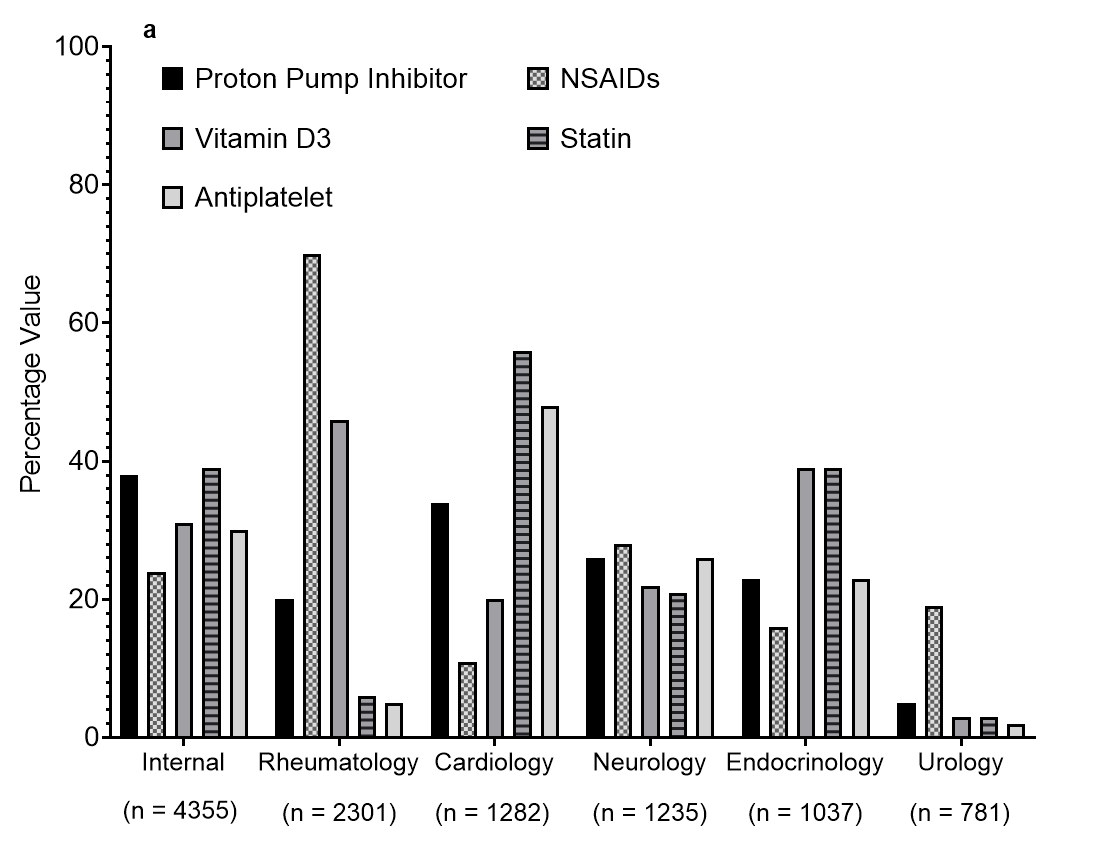 a
100
80
60
40
20
0
Percentage Value
Proton Pump Inhibitor
NSAIDs
Vitamin D3
Statin
Antiplatelet
Internal Rheumatology Cardiology Neurology Endocrinology Urology
(n = 4355) (n = 2301) (n = 1282) (n = 1235) (n = 1037) (n = 781)